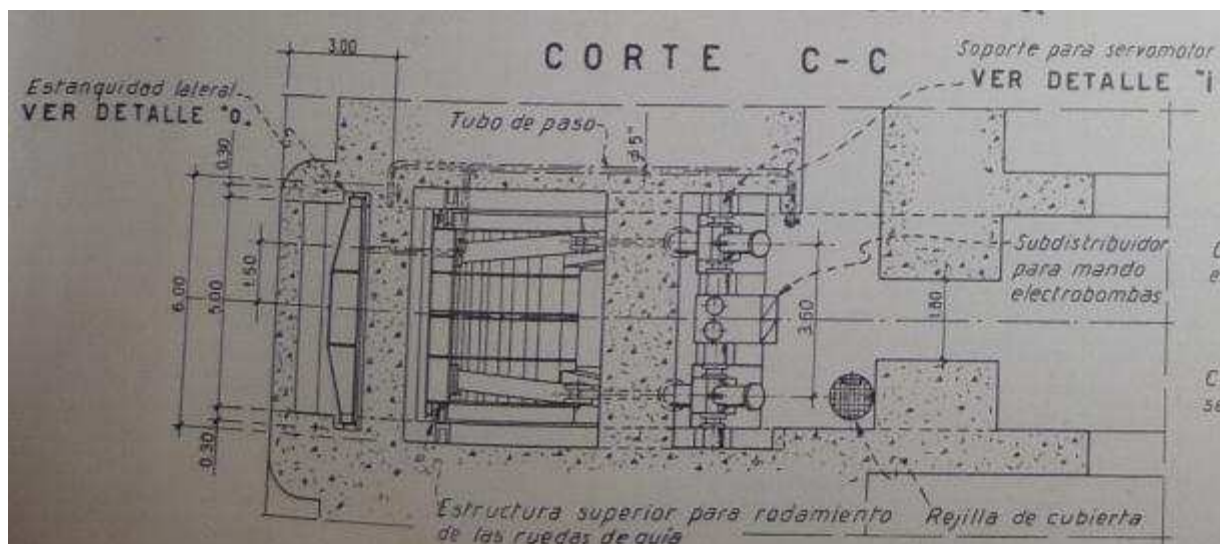 CORTE C-C
3.00
Soporte para servomotor
VER DETALLE "i
Estanquidad lateral
VER DETALLE "o.
Tubo de paso
ø5"
0.30
6.00
5.00
1.50
3.60
1.80
0.30
Subdistribuidor
para mando
electrobombas
Estructura superior para rodamiento
de las ruedas de guía
Rejilla de cubierta